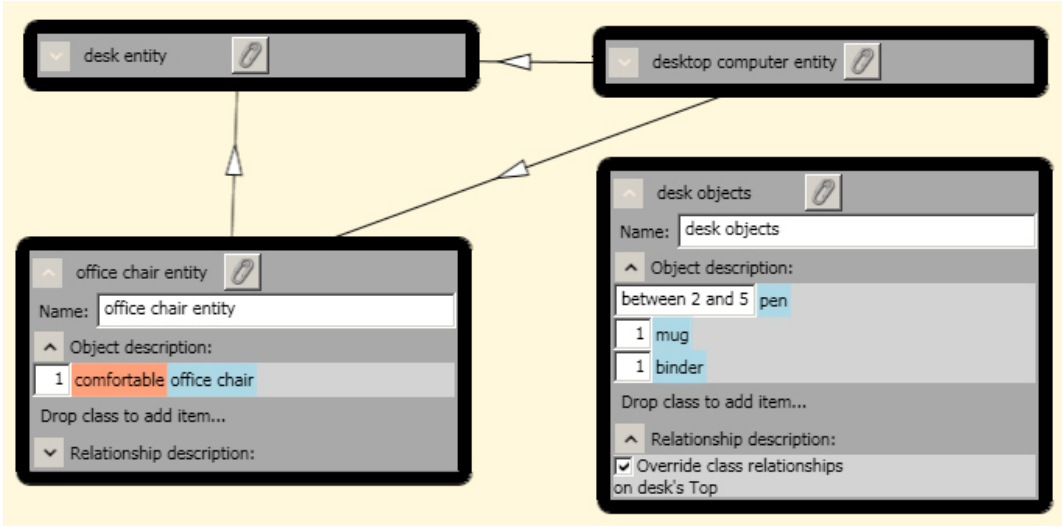 desk entity
desktop computer entity
office chair entity
Name: office chair entity
Object description:
1 comfortable office chair
Drop class to add item...
Relationship description:
desk objects
Name: desk objects
Object description:
between 2 and 5 pen
1 mug
1 binder
Drop class to add item...
Relationship description:
Override class relationships
on desk's Top